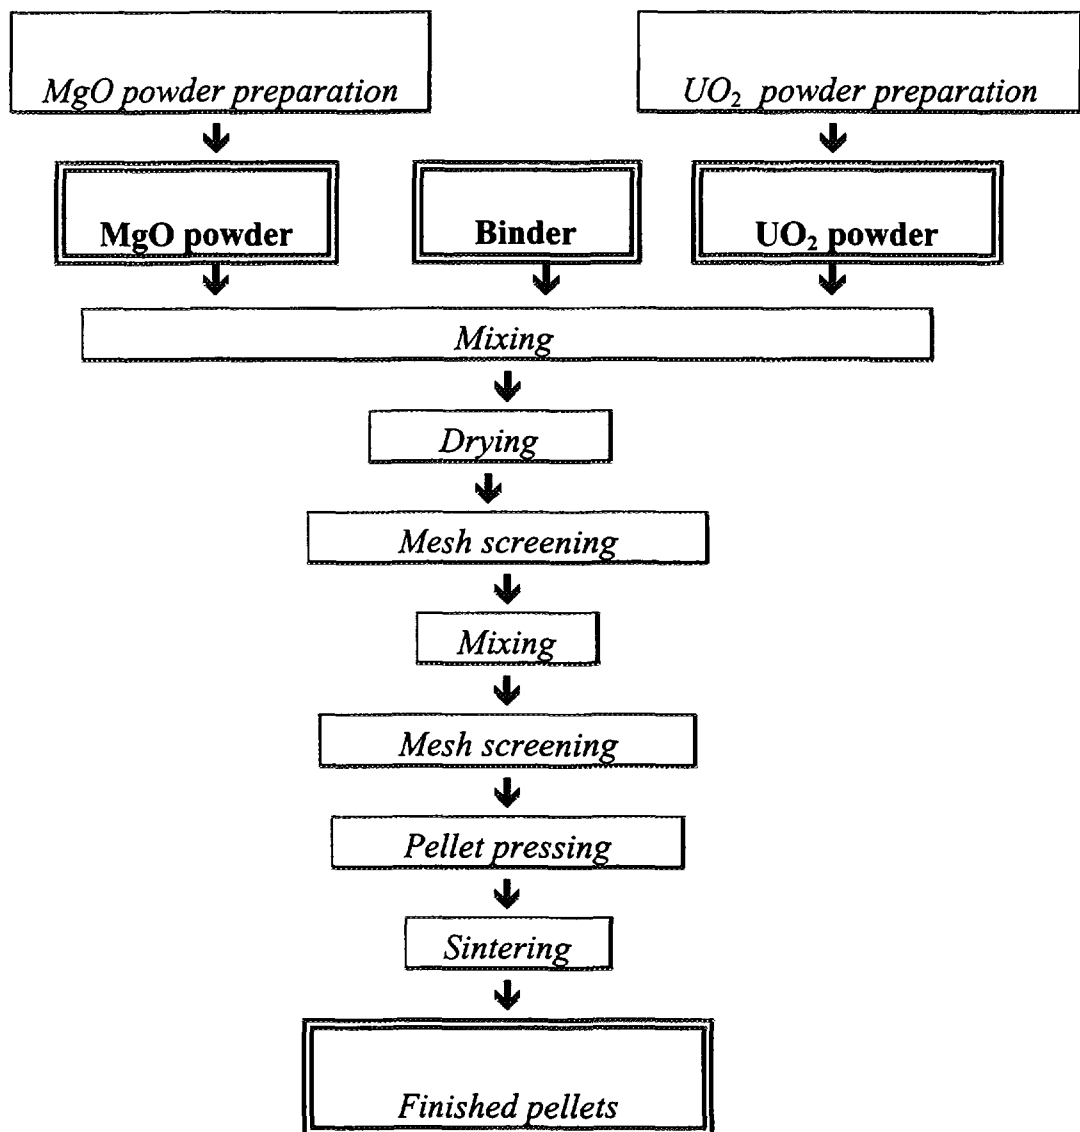 MgO powder preparation
UO₂ powder preparation
MgO powder
Binder
UO₂ powder
Mixing
Drying
Mesh screening
Mixing
Mesh screening
Pellet pressing
Sintering
Finished pellets